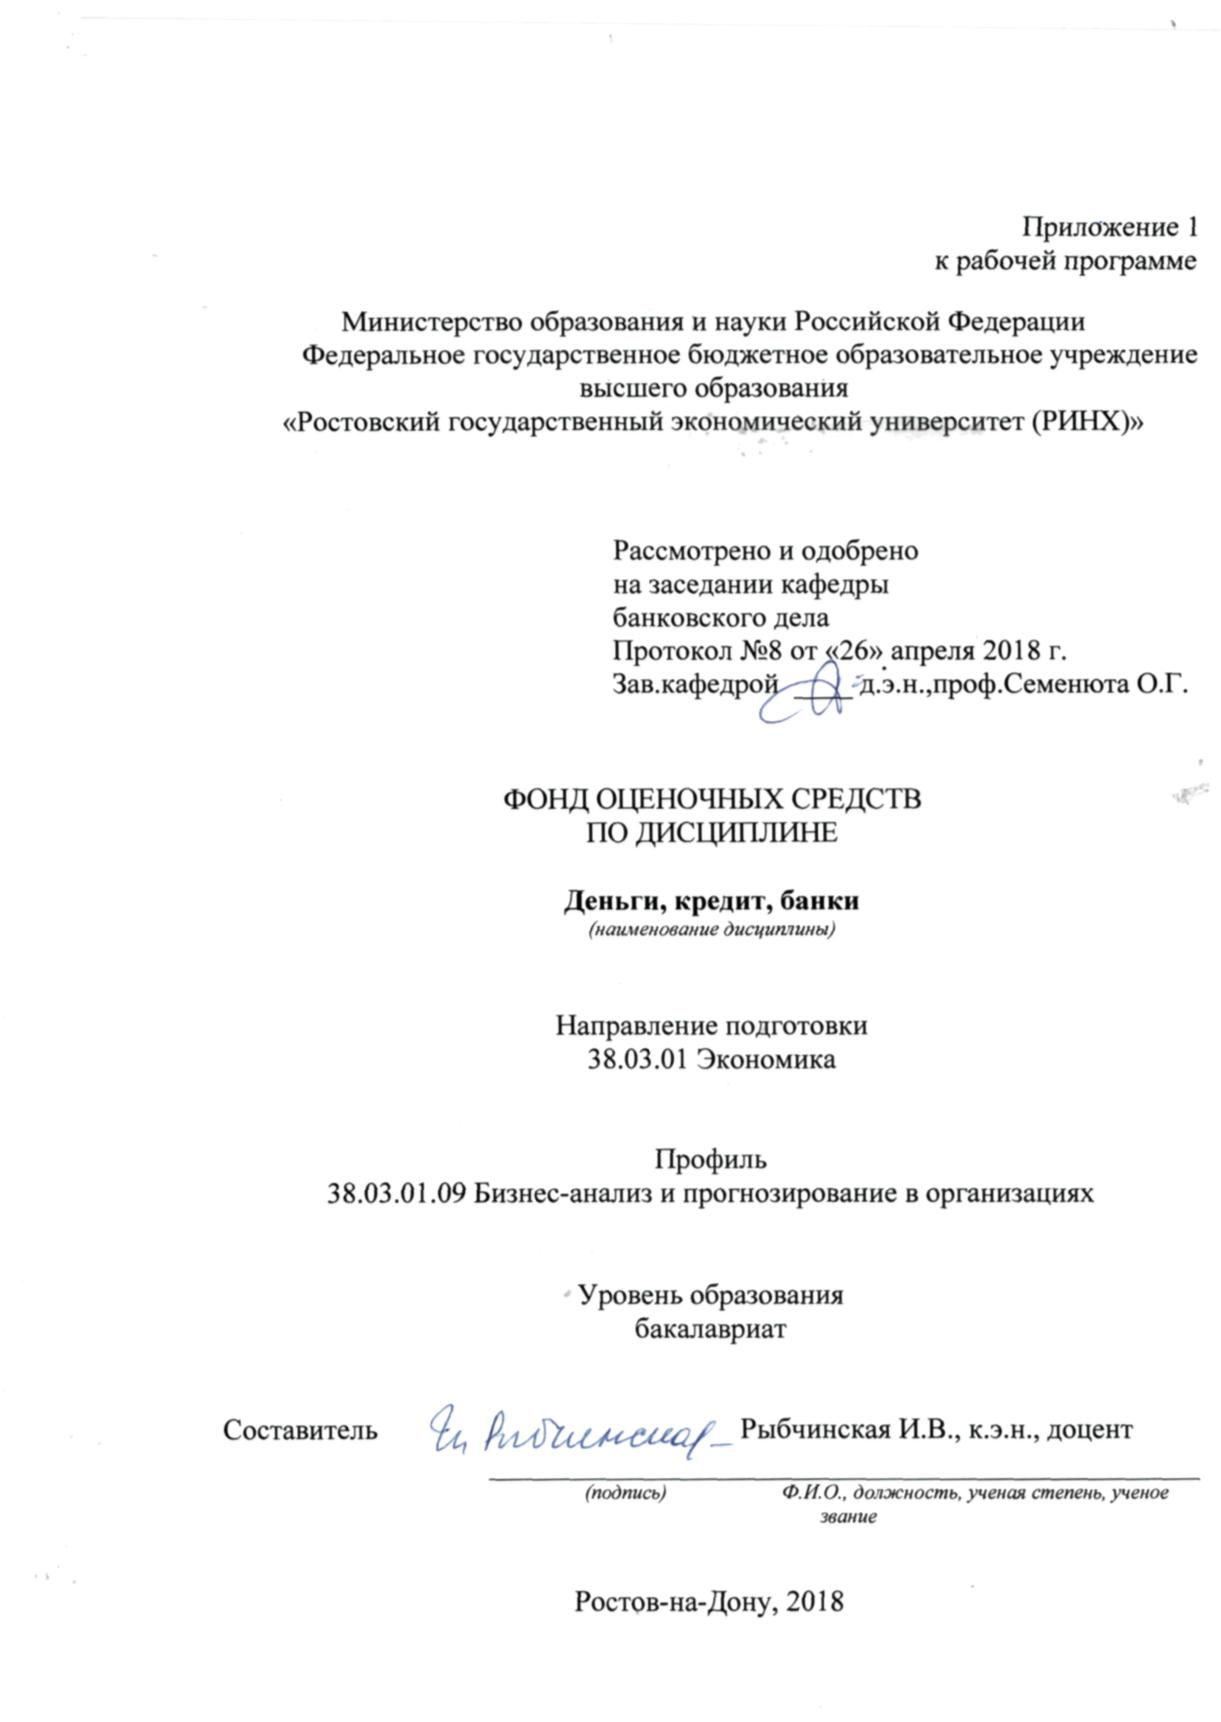 Приложение 1
к рабочей программе
Министерство образования и науки Российской Федерации
Федеральное государственное бюджетное образовательное учреждение
высшего образования
«Ростовский государственный экономический университет (РИНХ)»
Рассмотрено и одобрено
на заседании кафедры
банковского дела
Протокол №8 от «26» апреля 2018 г.
Зав.кафедрой ____ д.э.н.,проф.Семенюта О.Г.
ФОНД ОЦЕНОЧНЫХ СРЕДСТВ
ПО ДИСЦИПЛИНЕ
Деньги, кредит, банки
(наименование дисциплины)
Направление подготовки
38.03.01 Экономика
Профиль
38.03.01.09 Бизнес-анализ и прогнозирование в организациях
Уровень образования
бакалавриат
Составитель Рыбчинская И.В., к.э.н., доцент
(подпись) Ф.И.О., должность, ученая степень, ученое
звание
Ростов-на-Дону, 2018